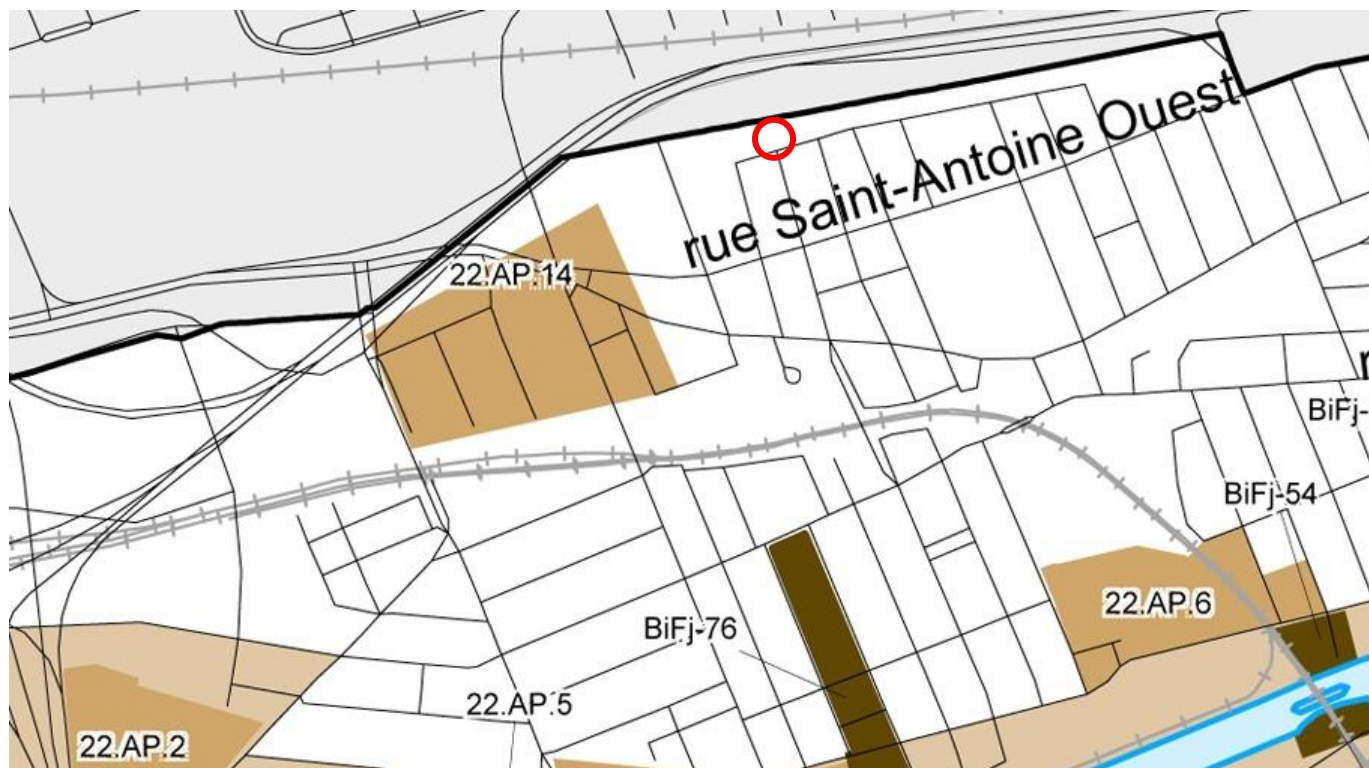 rue Saint-Antoine Ouest
22.AP.14
r
BiFj-
BiFj-54
22.AP.6
BiFj-76
22.AP.5
22.AP.2